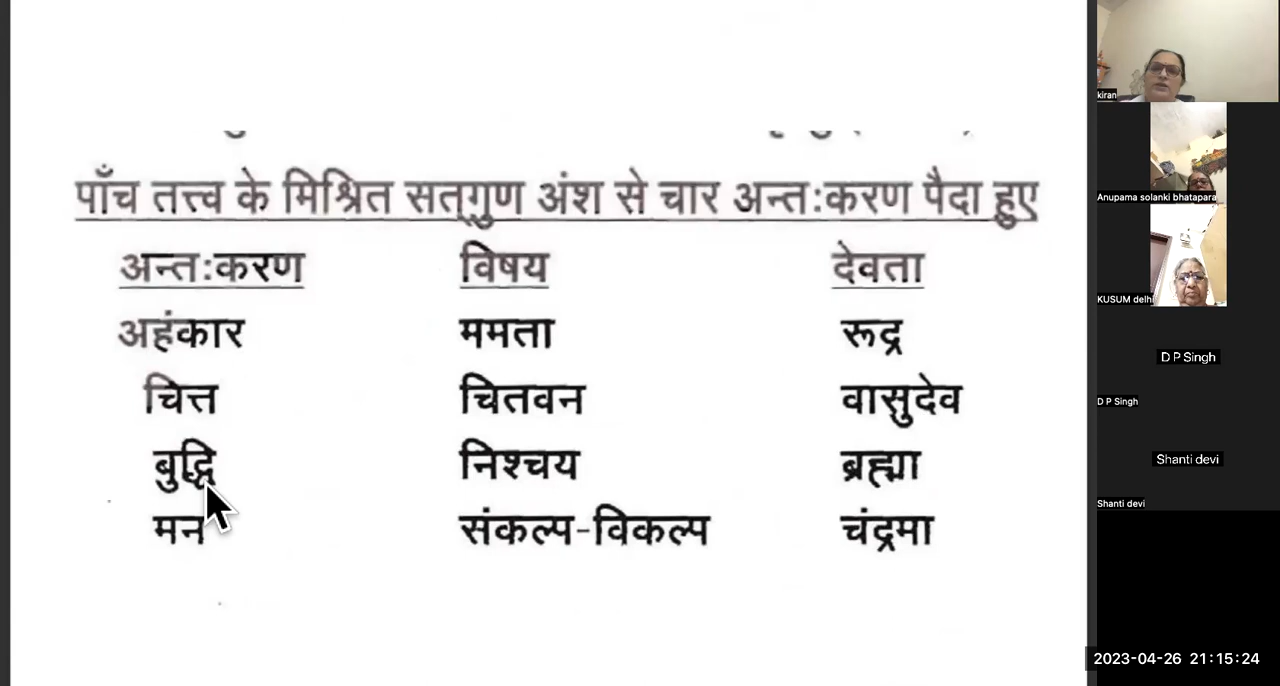 पाँच तत्त्व के मिश्रित सत्गुण अंश से चार अन्त:करण पैदा हुए
अन्त:करण विषय देवता
अहंकार ममता रूद्र
चित्त चितवन वासुदेव
बुद्धि निश्चय ब्रह्मा
मन संकल्प-विकल्प चंद्रमा
kiran
Anupama solanki bhatapara
KUSUM delhi
D P Singh
D P Singh
Shanti devi
Shanti devi
2023-04-26 21:15:24